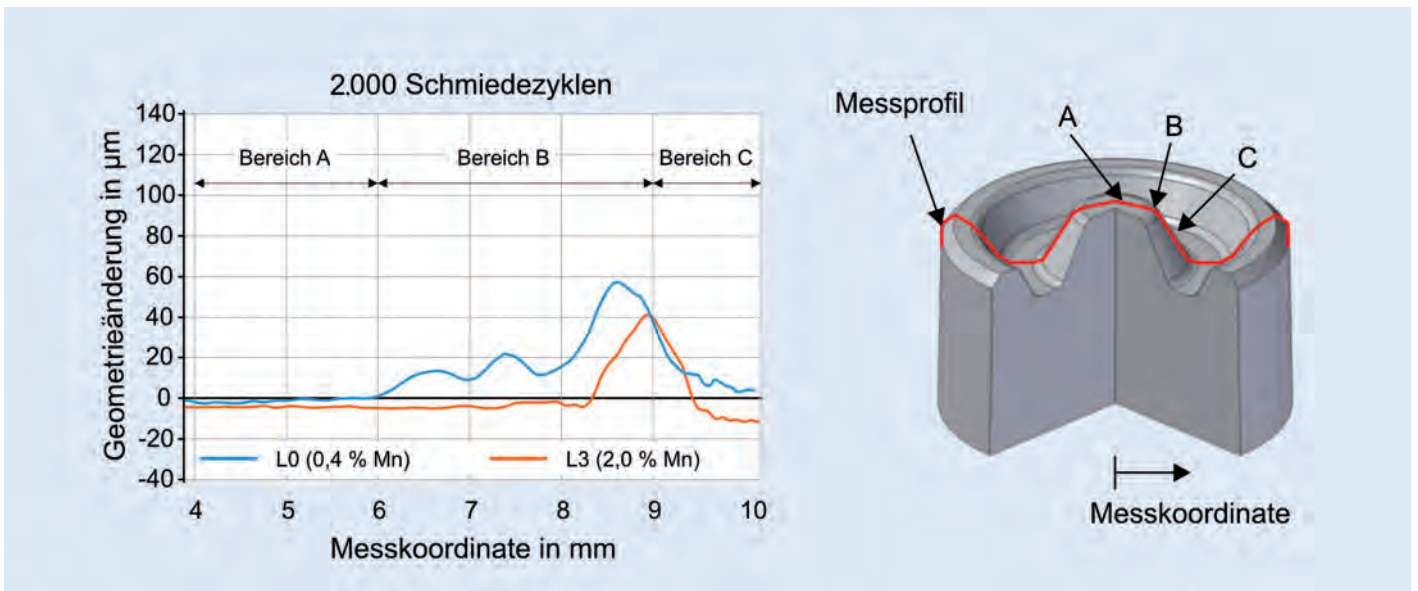 2.000 Schmiedezyklen
Geometrieänderung in µm
140
120
100
80
60
40
20
0
-20
-40
Bereich A
Bereich B
Bereich C
L0 (0,4 % Mn)
L3 (2,0 % Mn)
4 5 6 7 8 9 10
Messkoordinate in mm
Messprofil
A
B
C
Messkoordinate